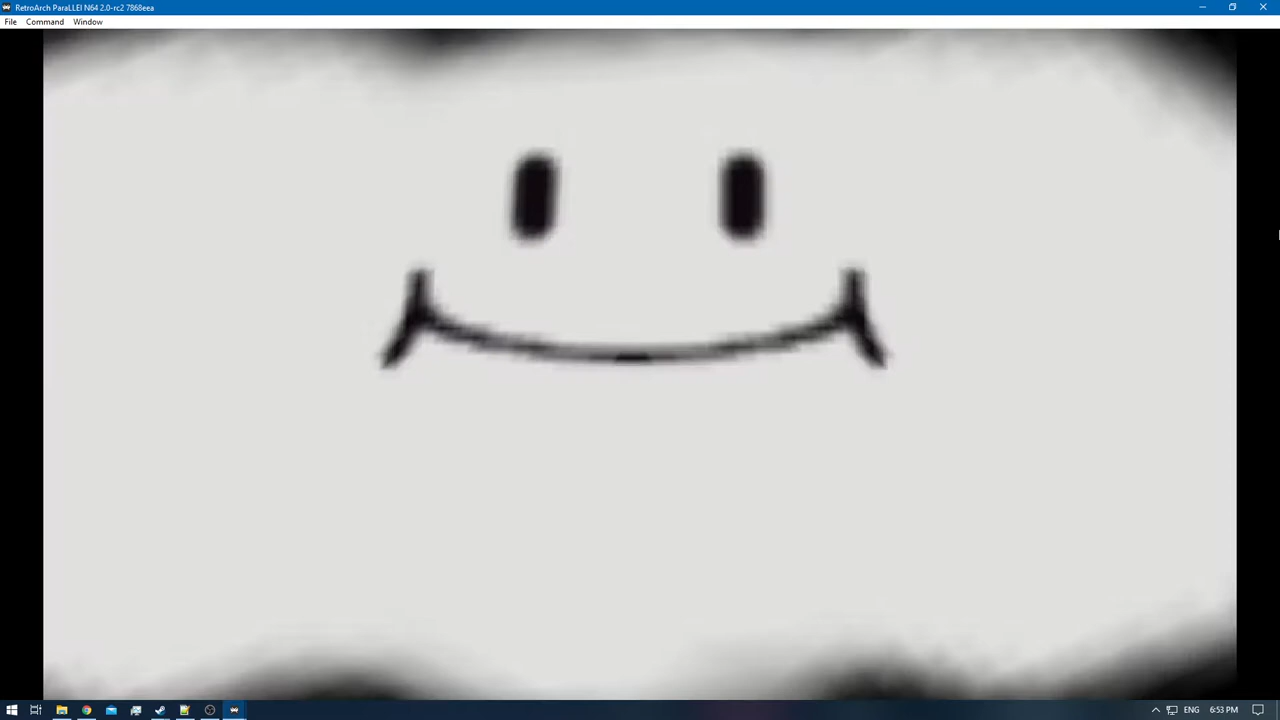 RetroArch ParaLLEl N64 2.0-rc2 7868eea
File Command Window
ENG 6:53 PM